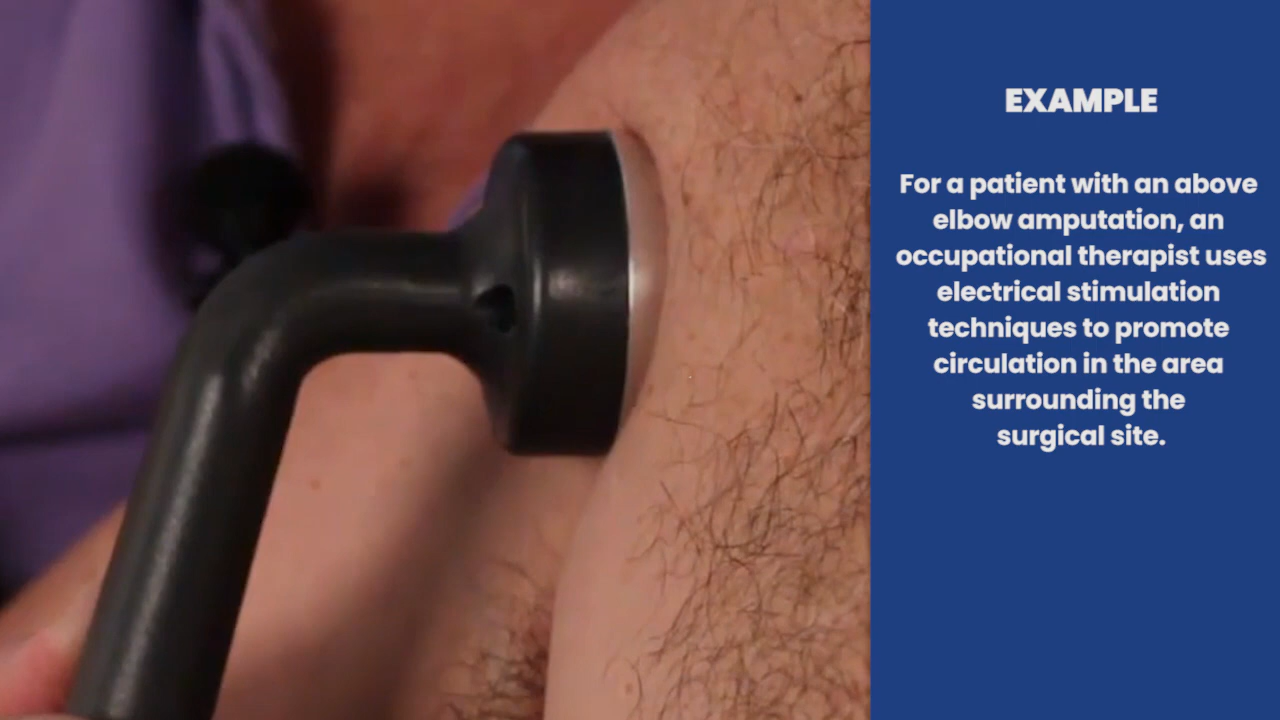 EXAMPLE
For a patient with an above
elbow amputation, an
occupational therapist uses
electrical stimulation
techniques to promote
circulation in the area
surrounding the
surgical site.